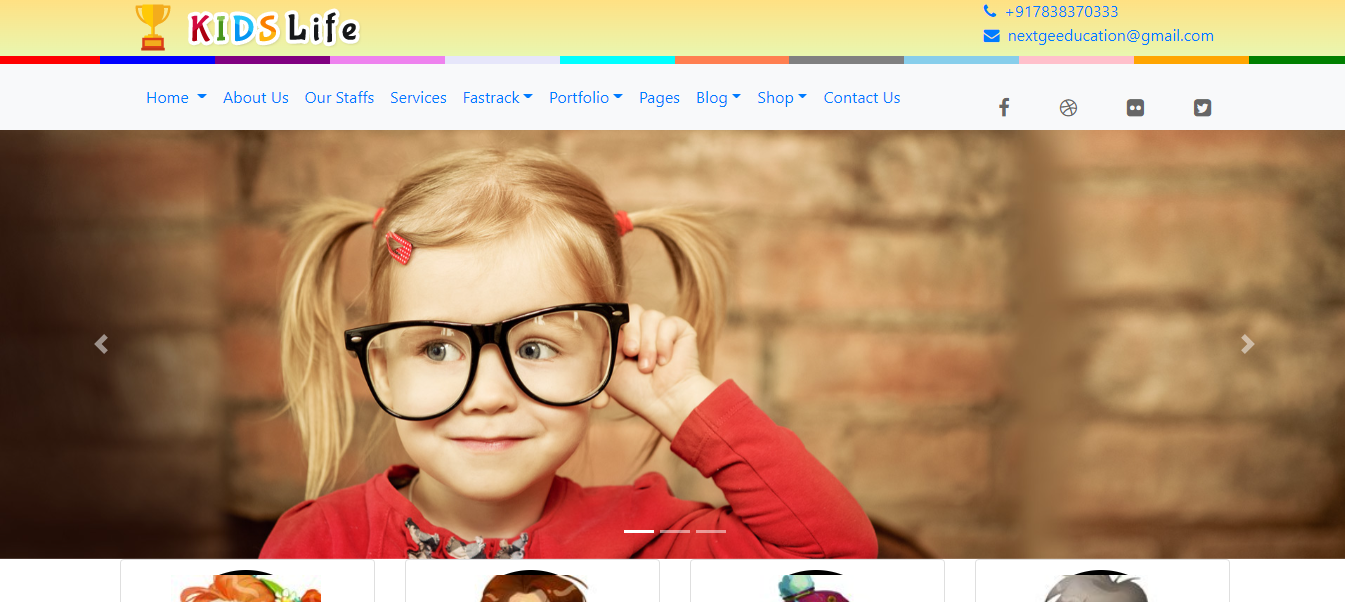 KIDS Life
+917838370333
nextgeeducation@gmail.com
Home About Us Our Staffs Services Fastrack Portfolio Pages Blog Shop Contact Us